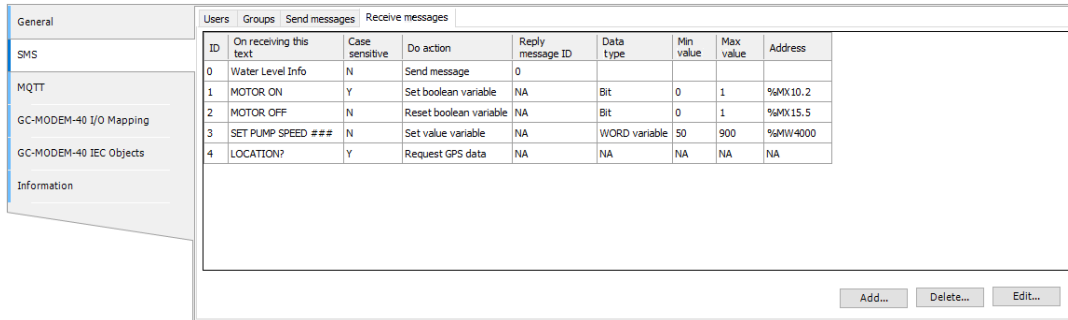 General
SMS
MQTT
GC-MODEM-40 I/O Mapping
GC-MODEM-40 IEC Objects
Information
Users Groups Send messages Receive messages
ID On receiving this text Case sensitive Do action Reply message ID Data type Min value Max value Address
0 Water Level Info N Send message 0
1 MOTOR ON Y Set boolean variable NA Bit 0 1 %MX10.2
2 MOTOR OFF N Reset boolean variable NA Bit 0 1 %MX15.5
3 SET PUMP SPEED ### N Set value variable NA WORD variable 50 900 %MW4000
4 LOCATION? Y Request GPS data NA NA NA NA NA
Add... Delete... Edit...